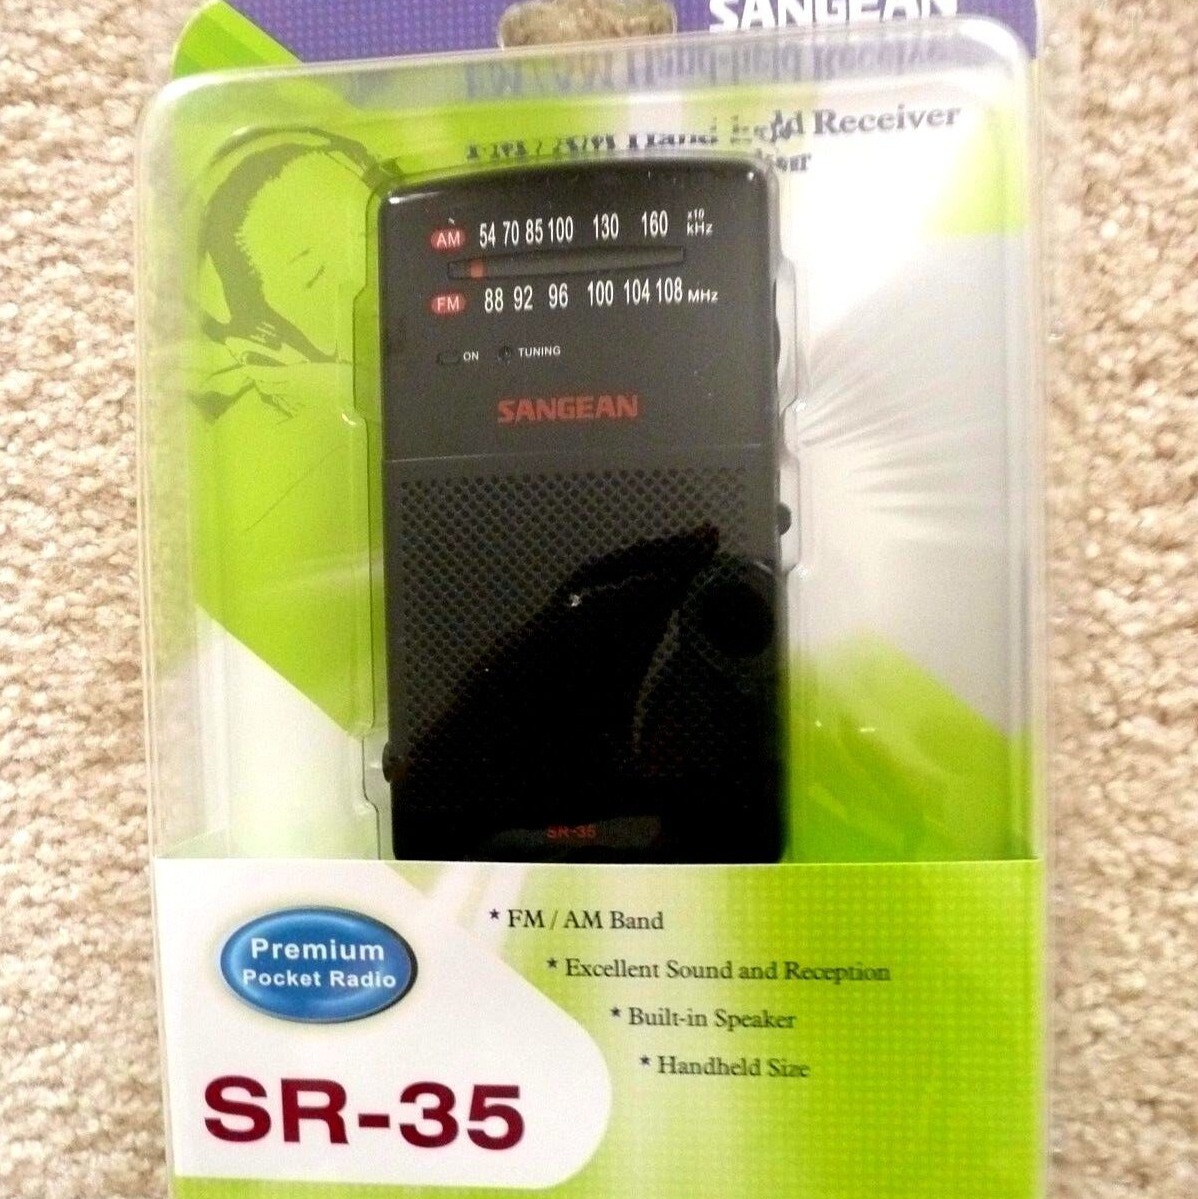 SANGEAN
Receiver
AM 54 70 85 100 130 160 x10 kHz
FM 88 92 96 100 104 108 MHz
ON TUNING
SANGEAN
SR-35
Premium
Pocket Radio
* FM / AM Band
* Excellent Sound and Reception
* Built-in Speaker
* Handheld Size
SR-35